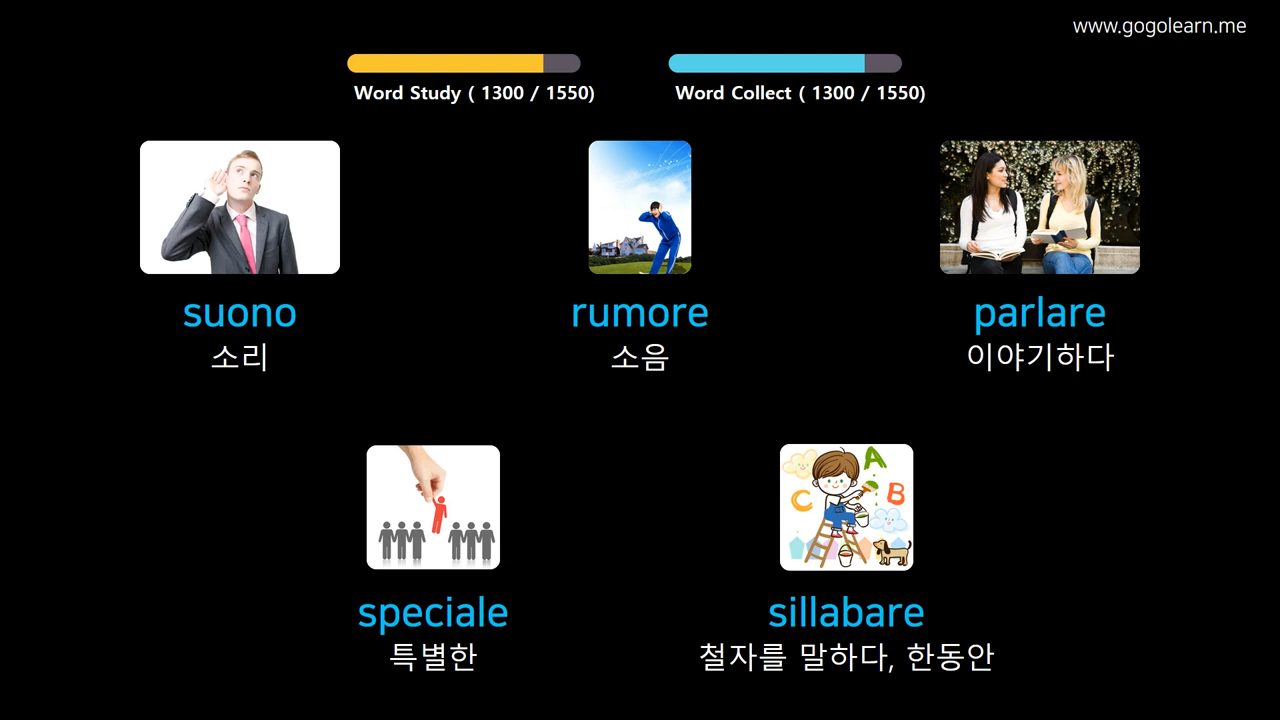 www.gogolearn.me
Word Study ( 1300 / 1550)
Word Collect ( 1300 / 1550)
suono
소리
rumore
소음
parlare
이야기하다
A
B
C
speciale
특별한
sillabare
철자를 말하다, 한동안